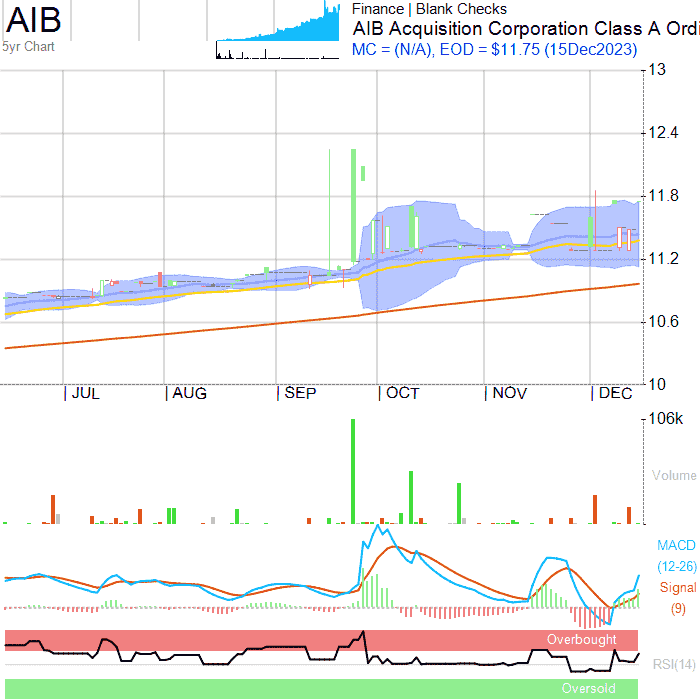 AIB
5yr Chart
Finance | Blank Checks
AIB Acquisition Corporation Class A Ordi
MC = (N/A), EOD = $11.75 (15Dec2023)
13
12.4
11.8
11.2
10.6
10
JUL
AUG
SEP
OCT
NOV
DEC
106k
Volume
MACD
(12-26)
Signal
(9)
Overbought
RSI(14)
Oversold